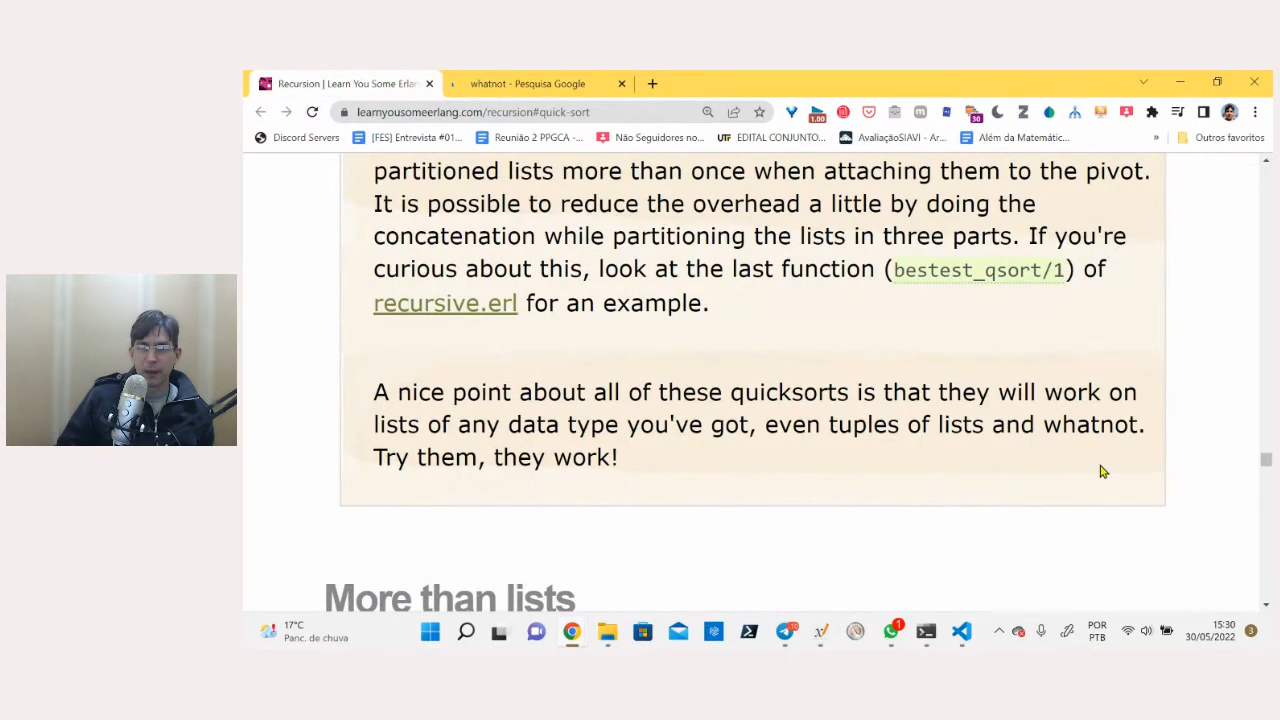 Recursion | Learn You Some Erlan
whatnot - Pesquisa Google
learnyousomeerlang.com/recursion#quick-sort
1.00
30
Discord Servers
[FES] Entrevista #01...
Reunião 2 PPGCA -...
Não Seguidores no...
UTF EDITAL CONJUNTO...
AvaliaçãoSIAVI - Ar...
Além da Matemátic...
»
Outros favoritos
partitioned lists more than once when attaching them to the pivot.
It is possible to reduce the overhead a little by doing the
concatenation while partitioning the lists in three parts. If you're
curious about this, look at the last function (bestest_qsort/1) of
recursive.erl for an example.
A nice point about all of these quicksorts is that they will work on
lists of any data type you've got, even tuples of lists and whatnot.
Try them, they work!
More than lists
17°C
Panc. de chuva
1
POR
PTB
15:30
30/05/2022
3